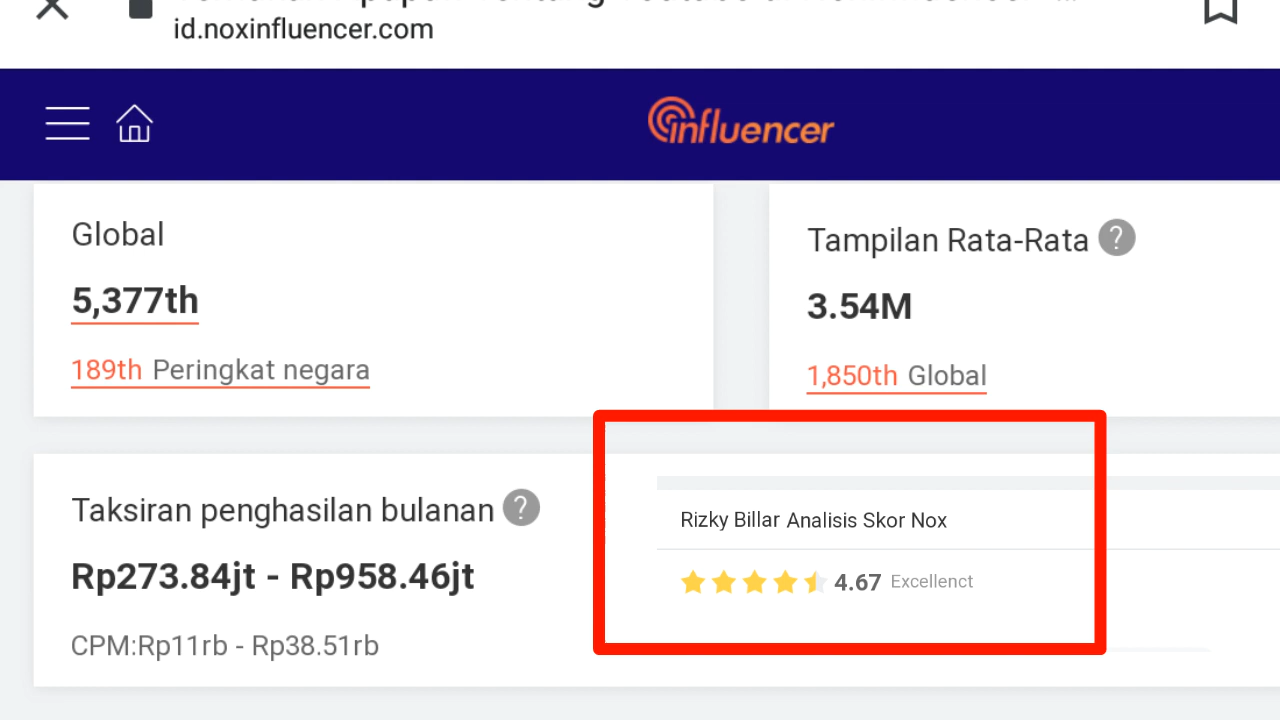 id.noxinfluencer.com
influencer
Global
5,377th
189th Peringkat negara
Tampilan Rata-Rata ?
3.54M
1,850th Global
Taksiran penghasilan bulanan ?
Rp273.84jt - Rp958.46jt
CPM:Rp11rb - Rp38.51rb
Rizky Billar Analisis Skor Nox
4.67 Excellenct